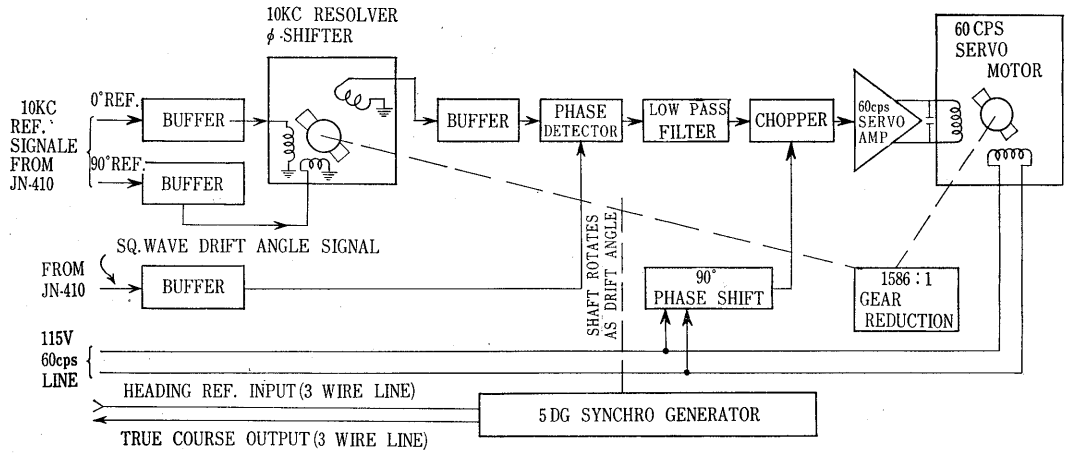 10KC RESOLVER
ϕ-SHIFTER
60 CPS
SERVO
MOTOR
10KC
REF.
SIGNALE
FROM
JN-410
0°REF.
BUFFER
90°REF.
BUFFER
BUFFER
PHASE
DETECTOR
LOW PASS
FILTER
CHOPPER
60cps
SERVO
AMP
SQ.WAVE DRIFT ANGLE SIGNAL
FROM
JN-410
BUFFER
SHAFT ROTATES
AS DRIFT ANGLE
90°
PHASE SHIFT
1586:1
GEAR
REDUCTION
115V
60cps
LINE
HEADING REF. INPUT(3 WIRE LINE)
5DG SYNCHRO GENERATOR
TRUE COURSE OUTPUT(3 WIRE LINE)